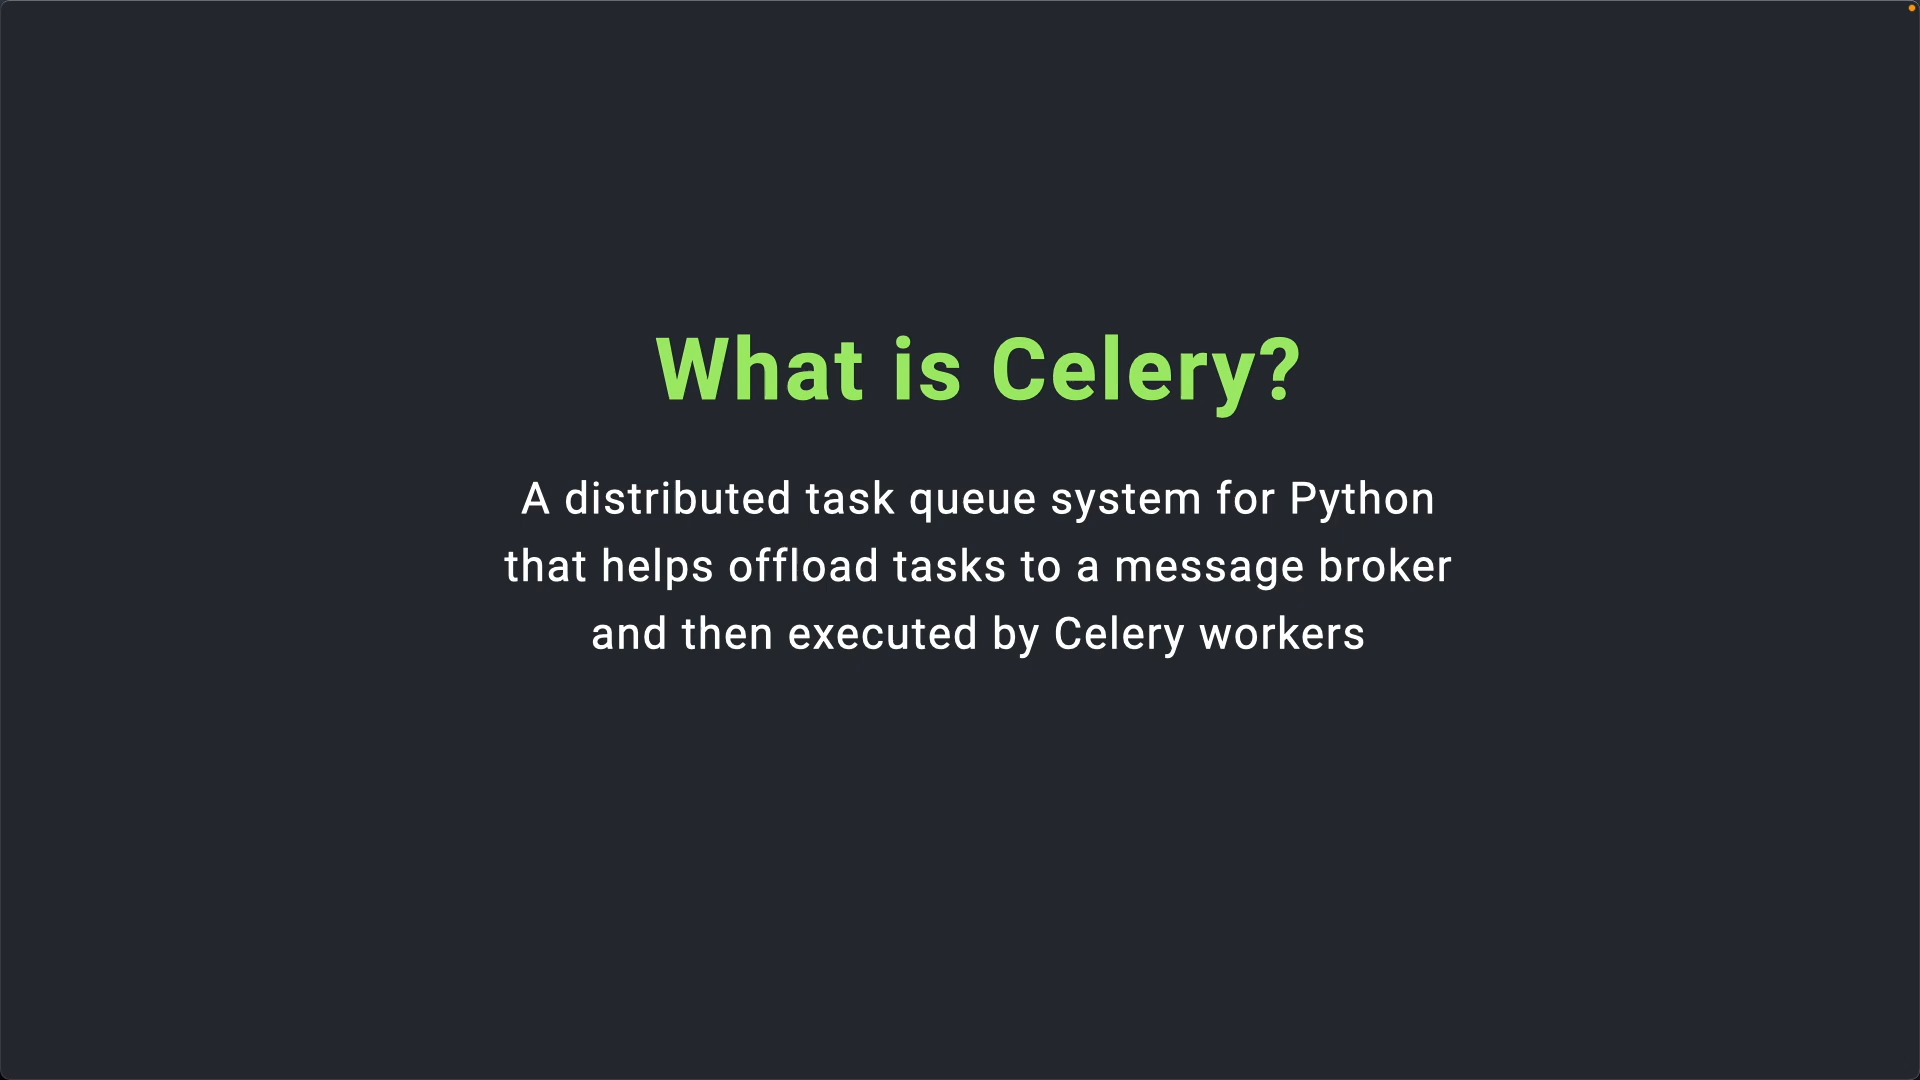 What is Celery?
A distributed task queue system for Python
that helps offload tasks to a message broker
and then executed by Celery workers